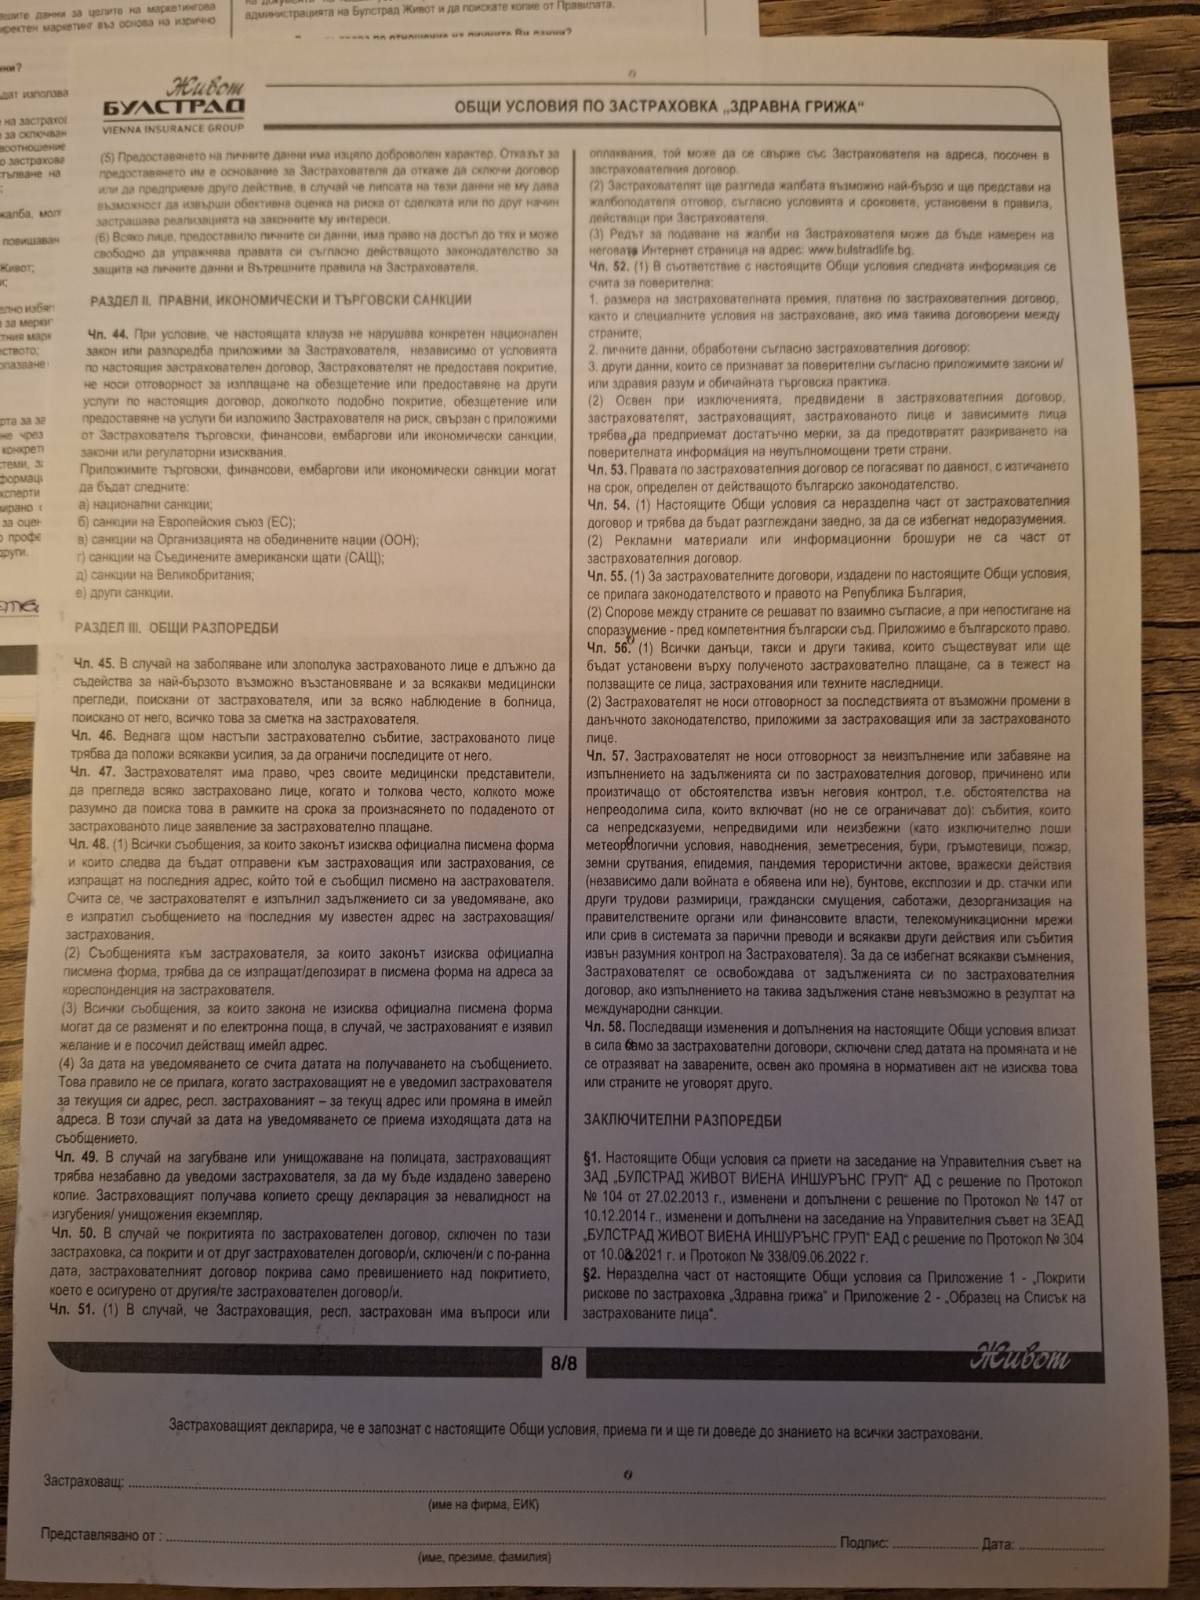 ашите данни за целите на маркетингова
иректен маркетинг въз основа на изрично
администрацията на Булстрад Живот и да поискате копие от Правилата.
Живот
БУЛСТРАД
VIENNA INSURANCE GROUP
ОБЩИ УСЛОВИЯ ПО ЗАСТРАХОВКА „ЗДРАВНА ГРИЖА“
(5) Предоставянето на личните данни има изцяло доброволен характер. Отказът за
предоставянето им е основание за Застрахователя да откаже да сключи договор
или да предприеме друго действие, в случай че липсата на тези данни не му дава
възможност да извърши обективна оценка на риска от сделката или по друг начин
застрашава реализацията на законните му интереси.
(6) Всяко лице, предоставило личните си данни, има право на достъп до тях и може
свободно да упражнява правата си съгласно действащото законодателство за
защита на личните данни и Вътрешните правила на Застрахователя.
РАЗДЕЛ II. ПРАВНИ, ИКОНОМИЧЕСКИ И ТЪРГОВСКИ САНКЦИИ
Чл. 44. При условие, че настоящата клауза не нарушава конкретен национален
закон или разпоредба приложими за Застрахователя, независимо от условията
по настоящия застрахователен договор, Застрахователят не предоставя покритие,
не носи отговорност за изплащане на обезщетение или предоставяне на други
услуги по настоящия договор, доколкото подобно покритие, обезщетение или
предоставяне на услуги би изложило Застрахователя на риск, свързан с приложими
от Застрахователя търговски, финансови, ембаргови или икономически санкции,
закони или регулаторни изисквания.
Приложимите търговски, финансови, ембаргови или икономически санкции могат
да бъдат следните:
а) национални санкции;
б) санкции на Европейския съюз (ЕС);
в) санкции на Организацията на обединените нации (ООН);
г) санкции на Съединените американски щати (САЩ);
д) санкции на Великобритания;
е) други санкции.
РАЗДЕЛ III. ОБЩИ РАЗПОРЕДБИ
Чл. 45. В случай на заболяване или злополука застрахованото лице е длъжно да
съдейства за най-бързото възможно възстановяване и за всякакви медицински
прегледи, поискани от застрахователя, или за всяко наблюдение в болница,
поискано от него, всичко това за сметка на застрахователя.
Чл. 46. Веднага щом настъпи застрахователно събитие, застрахованото лице
трябва да положи всякакви усилия, за да ограничи последиците от него.
Чл. 47. Застрахователят има право, чрез своите медицински представители,
да прегледа всяко застраховано лице, когато и толкова често, колкото може
разумно да поиска това в рамките на срока за произнасянето по подаденото от
застрахованото лице заявление за застрахователно плащане.
Чл. 48. (1) Всички съобщения, за които законът изисква официална писмена форма
и които следва да бъдат отправени към застраховащия или застрахования, се
изпращат на последния адрес, който той е съобщил писмено на застрахователя.
Счита се, че застрахователят е изпълнил задължението си за уведомяване, ако
е изпратил съобщението на последния му известен адрес на застраховащия/
застрахования.
(2) Съобщенията към застрахователя, за които законът изисква официална
писмена форма, трябва да се изпращат/депозират в писмена форма на адреса за
кореспонденция на застрахователя.
(3) Всички съобщения, за които закона не изисква официална писмена форма
могат да се разменят и по електронна поща, в случай, че застрахованият е изявил
желание и е посочил действащ имейл адрес.
(4) За дата на уведомяването се счита датата на получаването на съобщението.
Това правило не се прилага, когато застраховащият не е уведомил застрахователя
за текущия си адрес, респ. застрахованият – за текущ адрес или промяна в имейл
адреса. В този случай за дата на уведомяването се приема изходящата дата на
съобщението.
Чл. 49. В случай на загубване или унищожаване на полицата, застраховащият
трябва незабавно да уведоми застрахователя, за да му бъде издадено заверено
копие. Застраховащият получава копието срещу декларация за невалидност на
изгубения/ унищожения екземпляр.
Чл. 50. В случай че покритията по застрахователен договор, сключен по тази
застраховка, са покрити и от друг застрахователен договор/и, сключен/и с по-ранна
дата, застрахователният договор покрива само превишението над покритието,
което е осигурено от другия/те застрахователен договор/и.
Чл. 51. (1) В случай, че Застраховащия, респ. застрахован има въпроси или
оплаквания, той може да се свърже със Застрахователя на адреса, посочен в
застрахователния договор.
(2) Застрахователят ще разгледа жалбата възможно най-бързо и ще представи на
жалбоподателя отговор, съгласно условията и сроковете, установени в правила,
действащи при Застрахователя.
(3) Редът за подаване на жалби на Застрахователя може да бъде намерен на
неговата Интернет страница на адрес: www.bulstradlife.bg.
Чл. 52. (1) В съответствие с настоящите Общи условия следната информация се
счита за поверителна:
1. размера на застрахователната премия, платена по застрахователния договор,
както и специалните условия на застраховане, ако има такива договорени между
страните;
2. личните данни, обработени съгласно застрахователния договор;
3. други данни, които се признават за поверителни съгласно приложимите закони и/
или здравия разум и обичайната търговска практика.
(2) Освен при изключенията, предвидени в застрахователния договор,
застрахователят, застраховащият, застрахованото лице и зависимите лица
трябва да предприемат достатъчно мерки, за да предотвратят разкриването на
поверителната информация на неупълномощени трети страни.
Чл. 53. Правата по застрахователния договор се погасяват по давност, с изтичането
на срок, определен от действащото българско законодателство.
Чл. 54. (1) Настоящите Общи условия са неразделна част от застрахователния
договор и трябва да бъдат разглеждани заедно, за да се избегнат недоразумения.
(2) Рекламни материали или информационни брошури не са част от
застрахователния договор.
Чл. 55. (1) За застрахователните договори, издадени по настоящите Общи условия,
се прилага законодателството и правото на Република България,
(2) Спорове между страните се решават по взаимно съгласие, а при непостигане на
споразумение - пред компетентния български съд. Приложимо е българското право.
Чл. 56. (1) Всички данъци, такси и други такива, които съществуват или ще
бъдат установени върху полученото застрахователно плащане, са в тежест на
ползващите се лица, застрахования или техните наследници.
(2) Застрахователят не носи отговорност за последствията от възможни промени в
данъчното законодателство, приложими за застраховащия или за застрахованото
лице.
Чл. 57. Застрахователят не носи отговорност за неизпълнение или забавяне на
изпълнението на задълженията си по застрахователния договор, причинено или
произтичащо от обстоятелства извън неговия контрол, т.е. обстоятелства на
непреодолима сила, които включват (но не се ограничават до): събития, които
са непредсказуеми, непредвидими или неизбежни (като изключително лоши
метеорологични условия, наводнения, земетресения, бури, гръмотевици, пожар,
земни срутвания, епидемия, пандемия терористични актове, вражески действия
(независимо дали войната е обявена или не), бунтове, експлозии и др. стачки или
други трудови размирици, граждански смущения, саботажи, дезорганизация на
правителствените органи или финансовите власти, телекомуникационни мрежи
или срив в системата за парични преводи и всякакви други действия или събития
извън разумния контрол на Застрахователя). За да се избегнат всякакви съмнения,
Застрахователят се освобождава от задълженията си по застрахователния
договор, ако изпълнението на такива задължения стане невъзможно в резултат на
международни санкции.
Чл. 58. Последващи изменения и допълнения на настоящите Общи условия влизат
в сила само за застрахователни договори, сключени след датата на промяната и не
се отразяват на заварените, освен ако промяна в нормативен акт не изисква това
или страните не уговорят друго.
ЗАКЛЮЧИТЕЛНИ РАЗПОРЕДБИ
§1. Настоящите Общи условия са приети на заседание на Управителния съвет на
ЗАД „БУЛСТРАД ЖИВОТ ВИЕНА ИНШУРЪНС ГРУП“ АД с решение по Протокол
№ 104 от 27.02.2013 г., изменени и допълнени с решение по Протокол № 147 от
10.12.2014 г., изменени и допълнени на заседание на Управителния съвет на ЗЕАД
„БУЛСТРАД ЖИВОТ ВИЕНА ИНШУРЪНС ГРУП“ ЕАД с решение по Протокол № 304
2021 г. и Протокол № 338/09.06.2022 г.
§2. Неразделна част от настоящите Общи условия са Приложение 1 - „Покрити
рискове по застраховка „Здравна грижа“ и Приложение 2 - „Образец на Списък на
застрахованите лица“.
8/8
Живот
Застраховащият декларира, че е запознат с настоящите Общи условия, приема ги и ще ги доведе до знанието на всички застраховани.
Застраховащ:
(име на фирма, ЕИК)
Представлявано от : Подпис: Дата:
(име, презиме, фамилия)